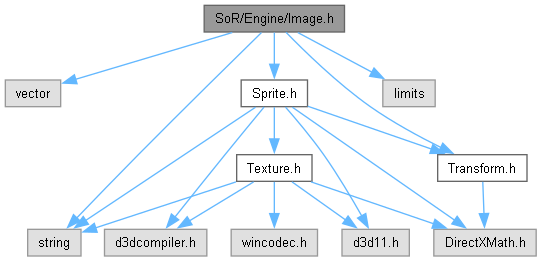 SoR/Engine/Image.h
vector
Sprite.h
limits
Texture.h
Transform.h
string
d3dcompiler.h
wincodec.h
d3d11.h
DirectXMath.h